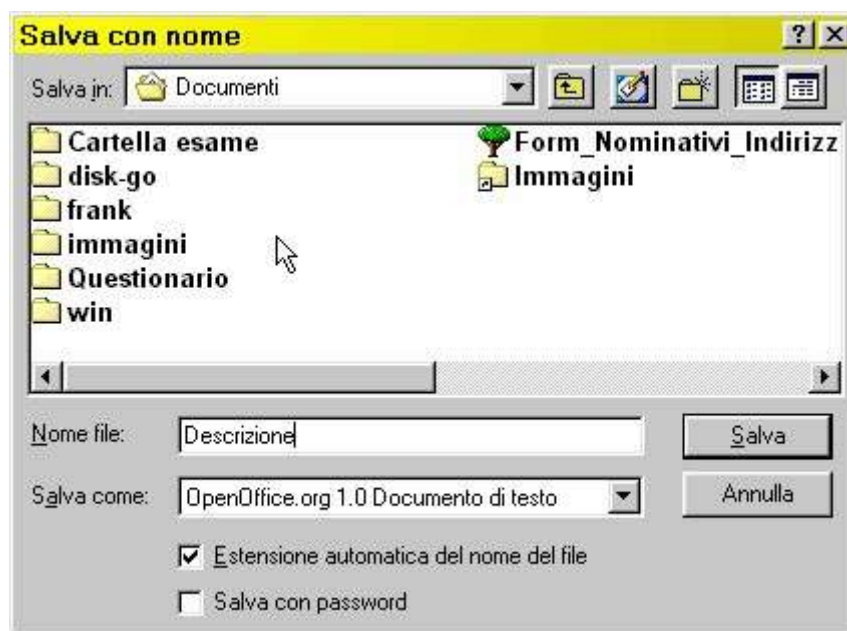 Salva con nome
Salva in: Documenti
Cartella esame
disk-go
frank
immagini
Questionario
win
Form_Nominativi_Indirizz
Immagini
Nome file: Descrizione Salva
Salva come: OpenOffice.org 1.0 Documento di testo Annulla
Estensione automatica del nome del file
Salva con password